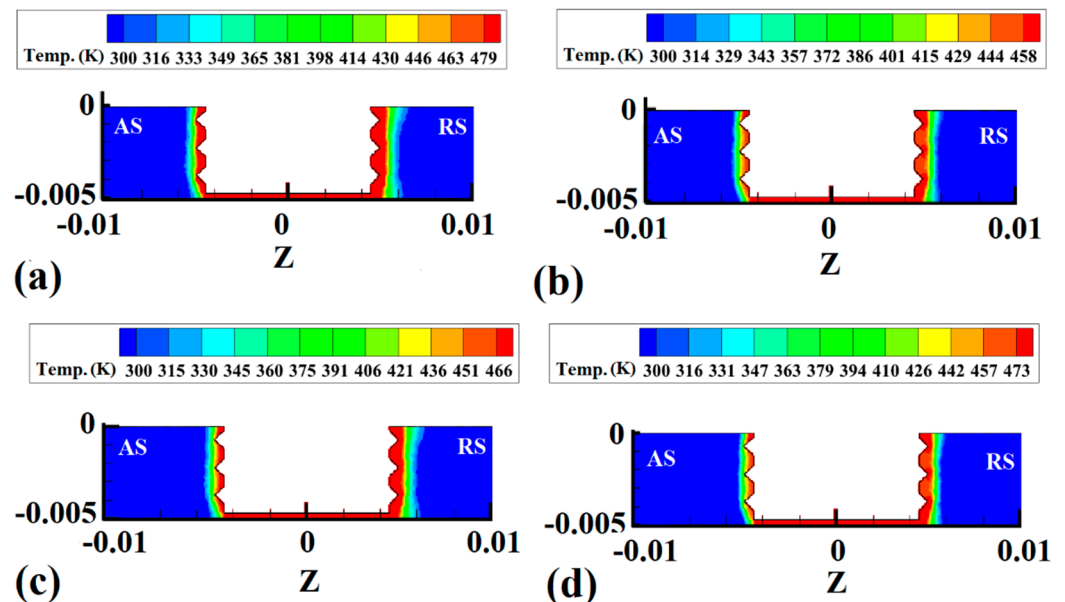 Temp. (K) 300 316 333 349 365 381 398 414 430 446 463 479
0
AS
RS
-0.005
-0.01
0
0.01
Z
(a)
Temp. (K) 300 314 329 343 357 372 386 401 415 429 444 458
0
AS
RS
-0.005
-0.01
0
0.01
Z
(b)
Temp. (K) 300 315 330 345 360 375 391 406 421 436 451 466
0
AS
RS
-0.005
-0.01
0
0.01
Z
(c)
Temp. (K) 300 316 331 347 363 379 394 410 426 442 457 473
0
AS
RS
-0.005
-0.01
0
0.01
Z
(d)